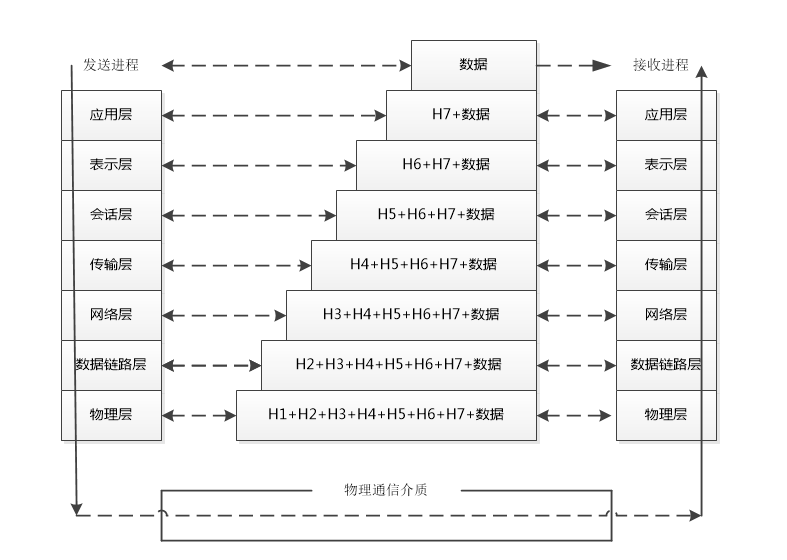 发送进程 数据 接收进程
应用层 H7+数据 应用层
表示层 H6+H7+数据 表示层
会话层 H5+H6+H7+数据 会话层
传输层 H4+H5+H6+H7+数据 传输层
网络层 H3+H4+H5+H6+H7+数据 网络层
数据链路层 H2+H3+H4+H5+H6+H7+数据 数据链路层
物理层 H1+H2+H3+H4+H5+H6+H7+数据 物理层
物理通信介质